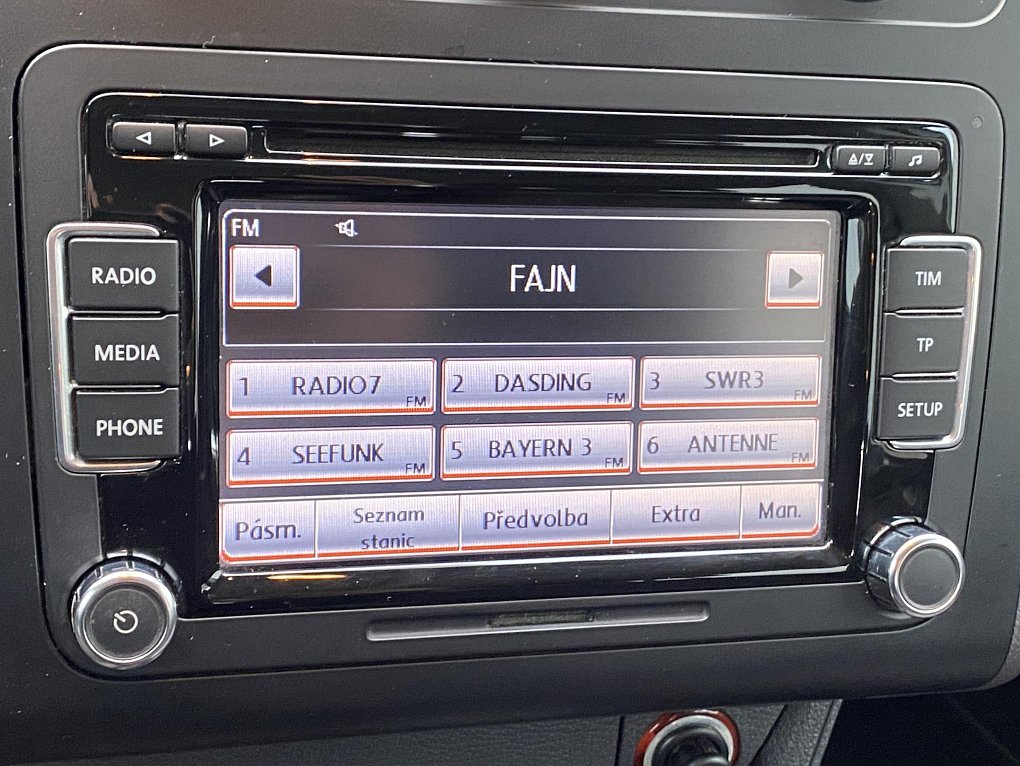 FM
FAJN
RADIO
MEDIA
PHONE
1 RADIO7 FM
2 DASDING FM
3 SWR3 FM
4 SEEFUNK FM
5 BAYERN 3 FM
6 ANTENNE FM
Pásm.
Seznam
stanic
Předvolba
Extra
Man.
TIM
TP
SETUP